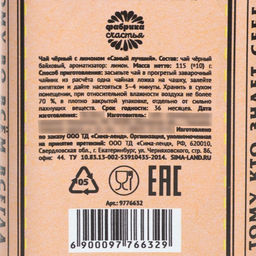 фабрика
счастья
Чай чёрный с лимоном «Самый лучший». Состав: чай чёрный
байховый, ароматизатор: лимон. Масса нетто: 115 (±10) г.
Способ приготовления: засыпьте чай в прогретый заварочный
чайник из расчёта одна чайная ложка на чашку, залейте
кипятком и дайте настояться 3–4 минуты. Хранить в сухом
помещении, при относительной влажности воздуха не более
70 %, в плотно закрытой упаковке, отдельно от сильно
пахнущих веществ. Срок годности 36 месяцев.
по заказу ООО ТД «Сима-ленд». Организация, уполномоченная
на принятие претензий: ООО ТД «Сима-ленд», РФ, 620010,
Свердловская обл., г. Екатеринбург, ул. Черняховского, стр. 86,
офис 44. ТУ 10.83.13-002-53910435-2014. SIMA-LAND.RU
05
EAC
Арт. 9776632
6 900097 766329